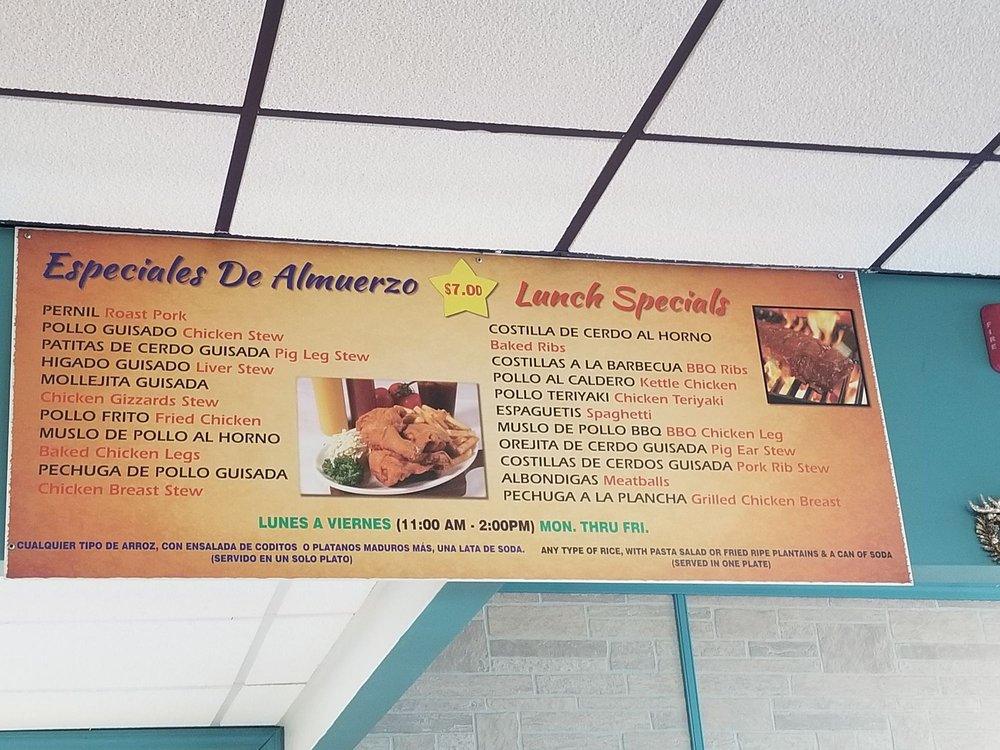 Especiales De Almuerzo
$7.00
Lunch Specials
PERNIL Roast Pork
POLLO GUISADO Chicken Stew
PATITAS DE CERDO GUISADA Pig Leg Stew
HIGADO GUISADO Liver Stew
MOLLEJITA GUISADA
Chicken Gizzards Stew
POLLO FRITO Fried Chicken
MUSLO DE POLLO AL HORNO
Baked Chicken Legs
PECHUGA DE POLLO GUISADA
Chicken Breast Stew
COSTILLA DE CERDO AL HORNO
Baked Ribs
COSTILLAS A LA BARBECUA BBQ Ribs
POLLO AL CALDERO Kettle Chicken
POLLO TERIYAKI Chicken Teriyaki
ESPAGUETIS Spaghetti
MUSLO DE POLLO BBQ BBQ Chicken Leg
OREJITA DE CERDO GUISADA Pig Ear Stew
COSTILLAS DE CERDOS GUISADA Pork Rib Stew
ALBONDIGAS Meatballs
PECHUGA A LA PLANCHA Grilled Chicken Breast
LUNES A VIERNES (11:00 AM - 2:00PM) MON. THRU FRI.
CUALQUIER TIPO DE ARROZ, CON ENSALADA DE CODITOS O PLATANOS MADUROS MÁS, UNA LATA DE SODA.
(SERVIDO EN UN SOLO PLATO)
ANY TYPE OF RICE, WITH PASTA SALAD OR FRIED RIPE PLANTAINS & A CAN OF SODA
(SERVED IN ONE PLATE)
FIRE